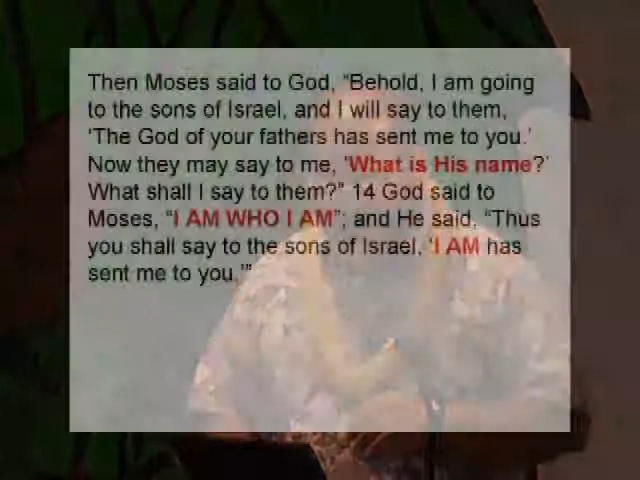 Then Moses said to God, “Behold, I am going
to the sons of Israel, and I will say to them,
‘The God of your fathers has sent me to you.’
Now they may say to me, ‘What is His name?’
What shall I say to them?” 14 God said to
Moses, “I AM WHO I AM”; and He said, “Thus
you shall say to the sons of Israel, ‘I AM has
sent me to you.’”